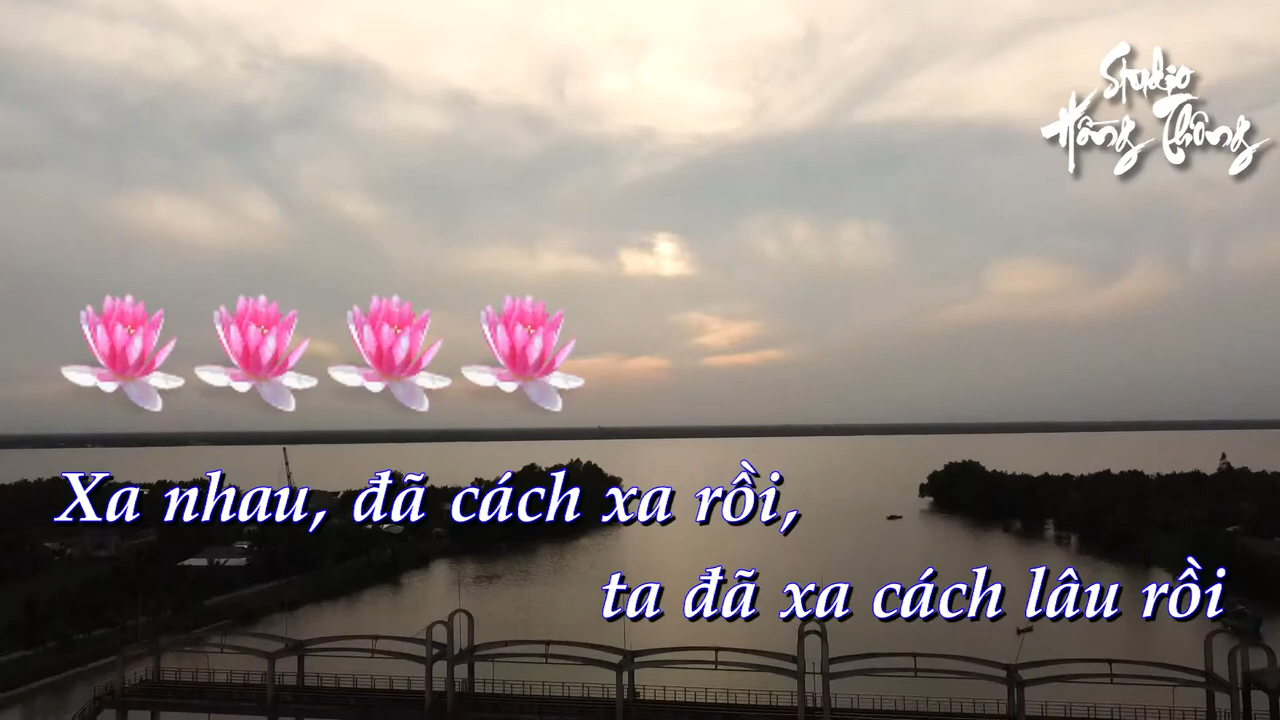 Studio
Hồng Thông
Xa nhau, đã cách xa rồi,
ta đã xa cách lâu rồi